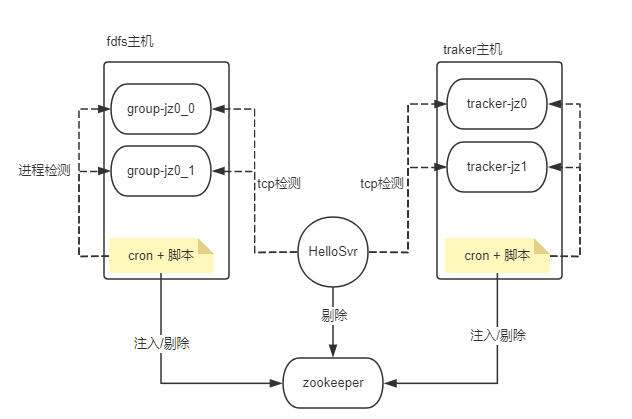 fdfs主机
traker主机
group-jz0_0
tracker-jz0
group-jz0_1
tracker-jz1
进程检测
tcp检测
tcp检测
cron + 脚本
HelloSvr
cron + 脚本
剔除
注入/剔除
注入/剔除
zookeeper